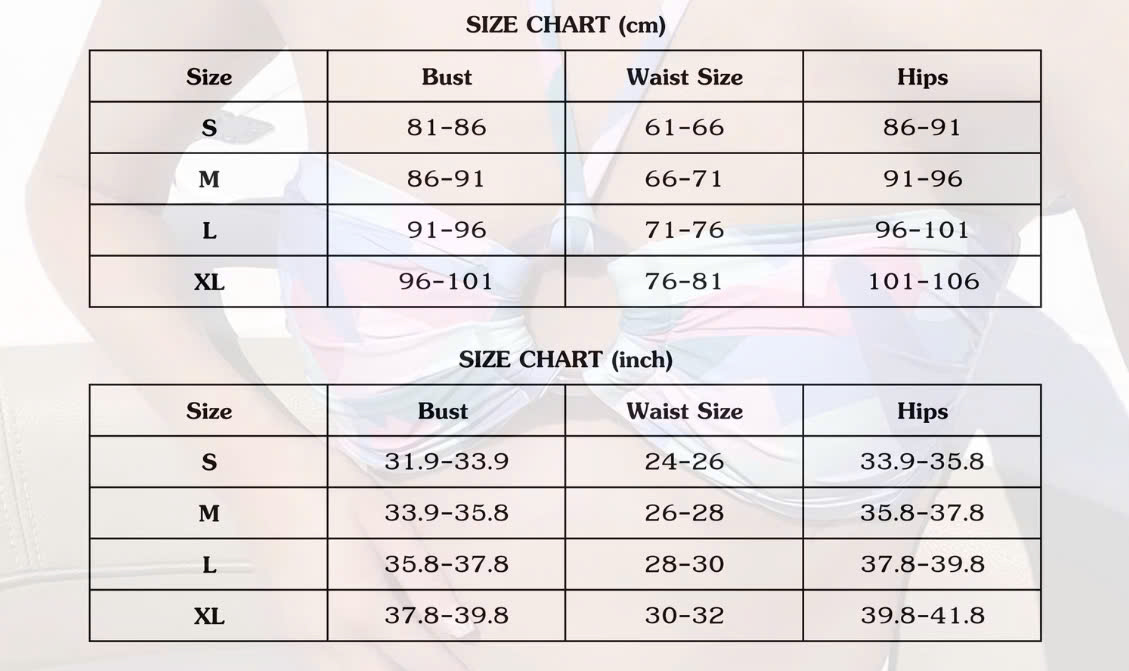 SIZE CHART (cm)
Size Bust Waist Size Hips
S 81-86 61-66 86-91
M 86-91 66-71 91-96
L 91-96 71-76 96-101
XL 96-101 76-81 101-106
SIZE CHART (inch)
Size Bust Waist Size Hips
S 31.9-33.9 24-26 33.9-35.8
M 33.9-35.8 26-28 35.8-37.8
L 35.8-37.8 28-30 37.8-39.8
XL 37.8-39.8 30-32 39.8-41.8